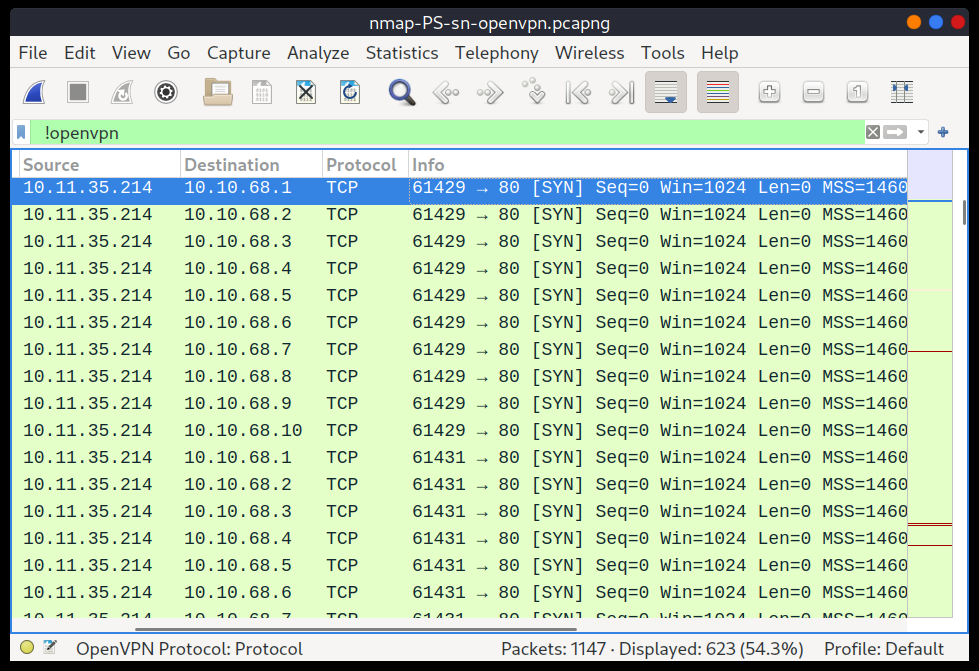 nmap-PS-sn-openvpn.pcapng
File Edit View Go Capture Analyze Statistics Telephony Wireless Tools Help
!openvpn
Source Destination Protocol Info
10.11.35.214 10.10.68.1 TCP 61429 → 80 [SYN] Seq=0 Win=1024 Len=0 MSS=1460
10.11.35.214 10.10.68.2 TCP 61429 → 80 [SYN] Seq=0 Win=1024 Len=0 MSS=1460
10.11.35.214 10.10.68.3 TCP 61429 → 80 [SYN] Seq=0 Win=1024 Len=0 MSS=1460
10.11.35.214 10.10.68.4 TCP 61429 → 80 [SYN] Seq=0 Win=1024 Len=0 MSS=1460
10.11.35.214 10.10.68.5 TCP 61429 → 80 [SYN] Seq=0 Win=1024 Len=0 MSS=1460
10.11.35.214 10.10.68.6 TCP 61429 → 80 [SYN] Seq=0 Win=1024 Len=0 MSS=1460
10.11.35.214 10.10.68.7 TCP 61429 → 80 [SYN] Seq=0 Win=1024 Len=0 MSS=1460
10.11.35.214 10.10.68.8 TCP 61429 → 80 [SYN] Seq=0 Win=1024 Len=0 MSS=1460
10.11.35.214 10.10.68.9 TCP 61429 → 80 [SYN] Seq=0 Win=1024 Len=0 MSS=1460
10.11.35.214 10.10.68.10 TCP 61429 → 80 [SYN] Seq=0 Win=1024 Len=0 MSS=1460
10.11.35.214 10.10.68.1 TCP 61431 → 80 [SYN] Seq=0 Win=1024 Len=0 MSS=1460
10.11.35.214 10.10.68.2 TCP 61431 → 80 [SYN] Seq=0 Win=1024 Len=0 MSS=1460
10.11.35.214 10.10.68.3 TCP 61431 → 80 [SYN] Seq=0 Win=1024 Len=0 MSS=1460
10.11.35.214 10.10.68.4 TCP 61431 → 80 [SYN] Seq=0 Win=1024 Len=0 MSS=1460
10.11.35.214 10.10.68.5 TCP 61431 → 80 [SYN] Seq=0 Win=1024 Len=0 MSS=1460
10.11.35.214 10.10.68.6 TCP 61431 → 80 [SYN] Seq=0 Win=1024 Len=0 MSS=1460
OpenVPN Protocol: Protocol Packets: 1147 · Displayed: 623 (54.3%) Profile: Default